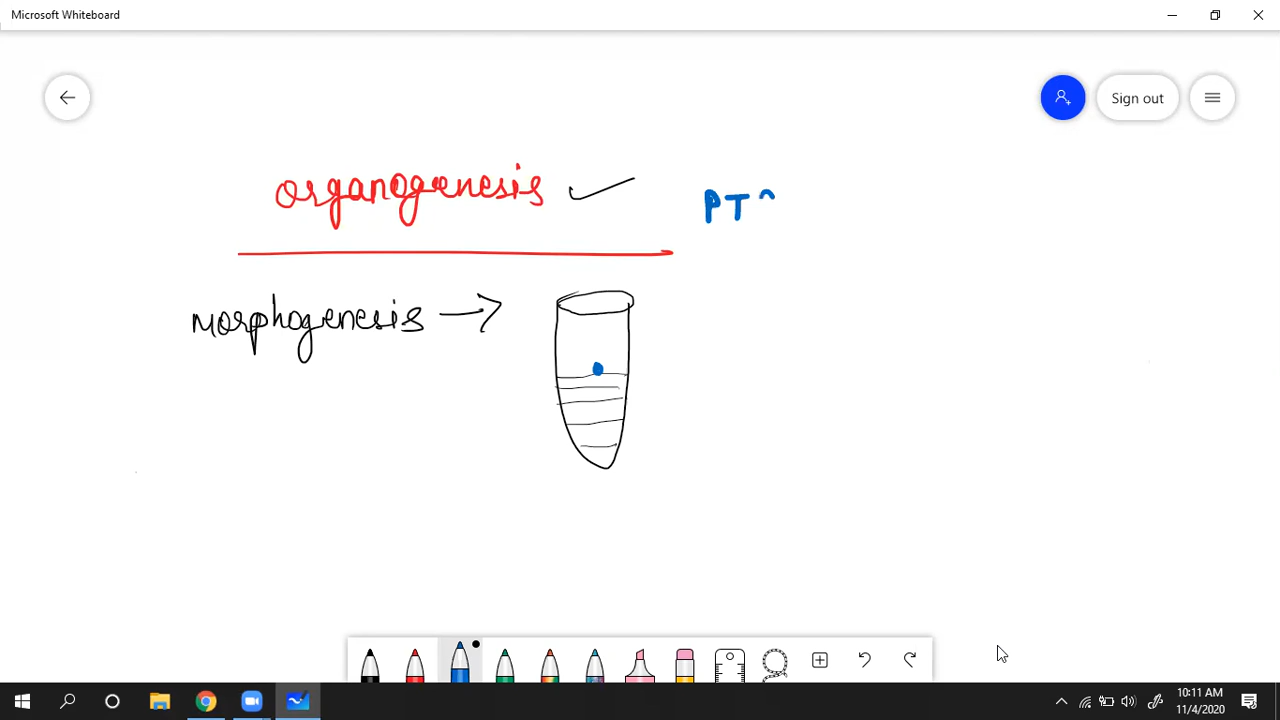 Microsoft Whiteboard
Sign out
organogenesis
PT
morphogenesis
10:11 AM
11/4/2020